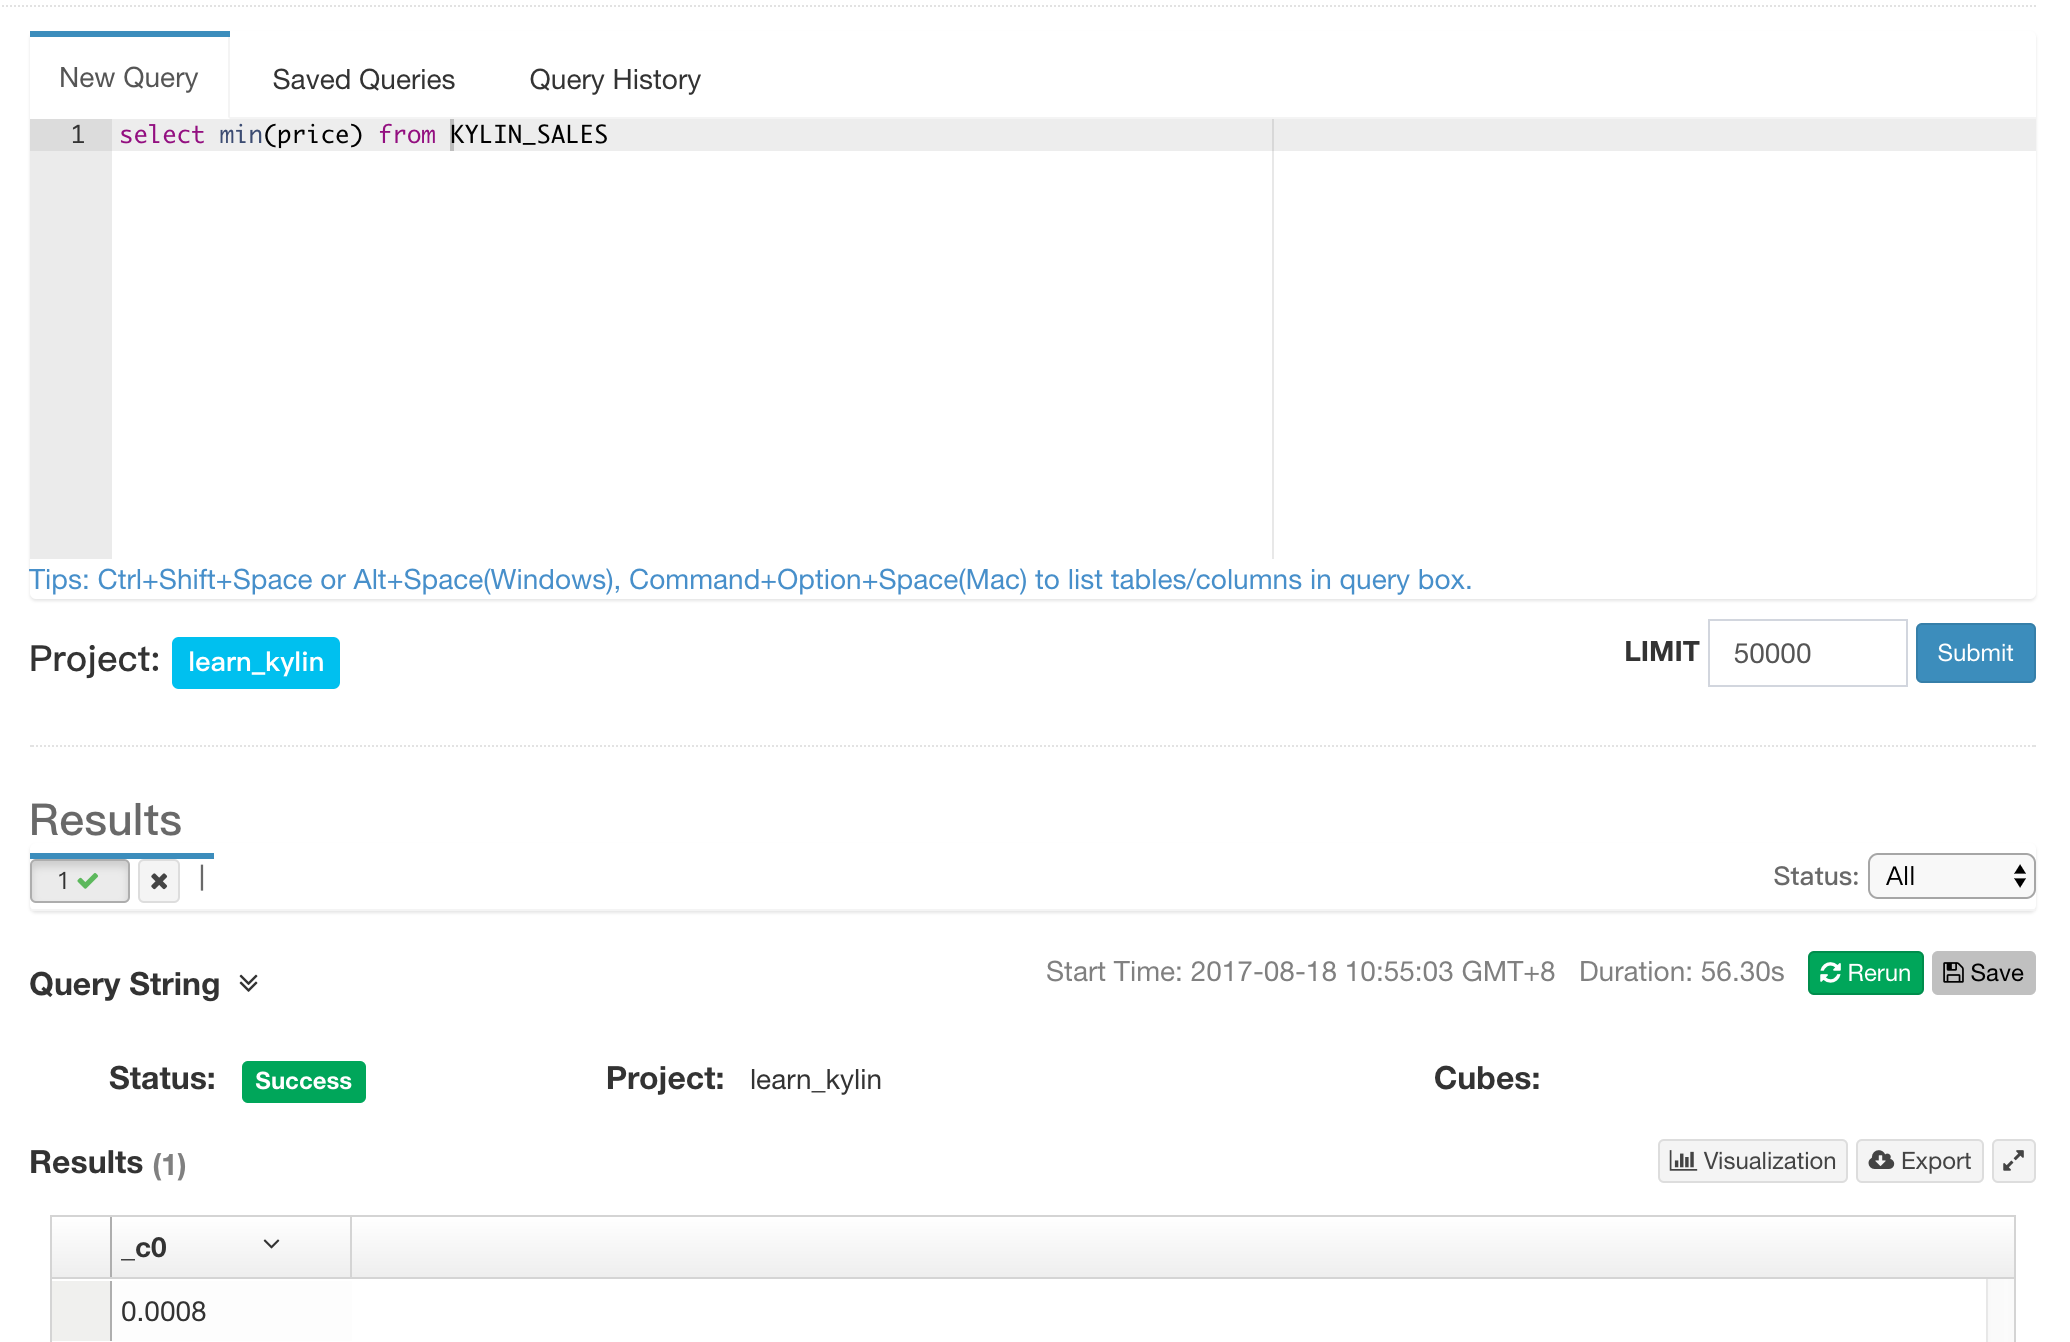 New Query Saved Queries Query History
1 select min(price) from KYLIN_SALES
Tips: Ctrl+Shift+Space or Alt+Space(Windows), Command+Option+Space(Mac) to list tables/columns in query box.
Project: learn_kylin LIMIT 50000 Submit
Results
1 Status: All
Query String Start Time: 2017-08-18 10:55:03 GMT+8 Duration: 56.30s Rerun Save
Status: Success Project: learn_kylin Cubes:
Results (1) Visualization Export
_c0
0.0008